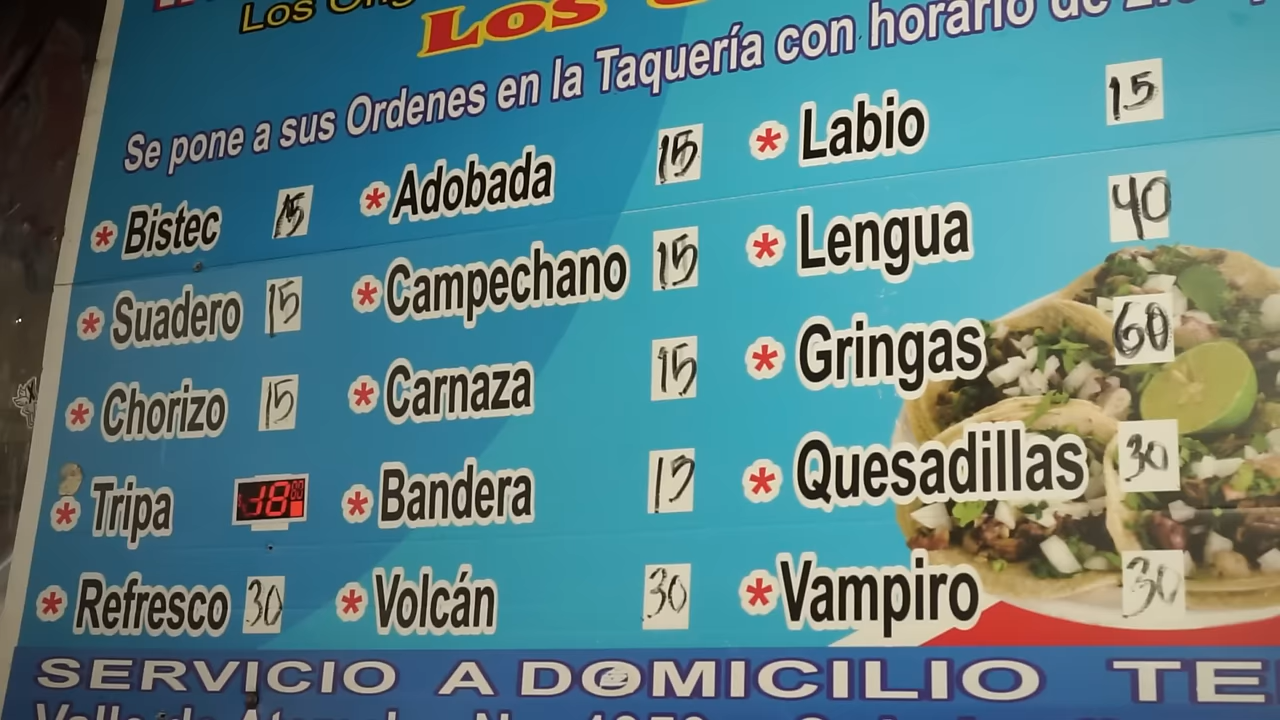 Los
Los
Se pone a sus Ordenes en la Taquería con horario de
* Bistec 15
* Suadero 15
* Chorizo 15
* Tripa 18
* Refresco 30
* Adobada 15
* Campechano 15
* Carnaza 15
* Bandera 15
* Volcán 30
* Labio 15
* Lengua 40
* Gringas 60
* Quesadillas 30
* Vampiro 30
SERVICIO A DOMICILIO TE